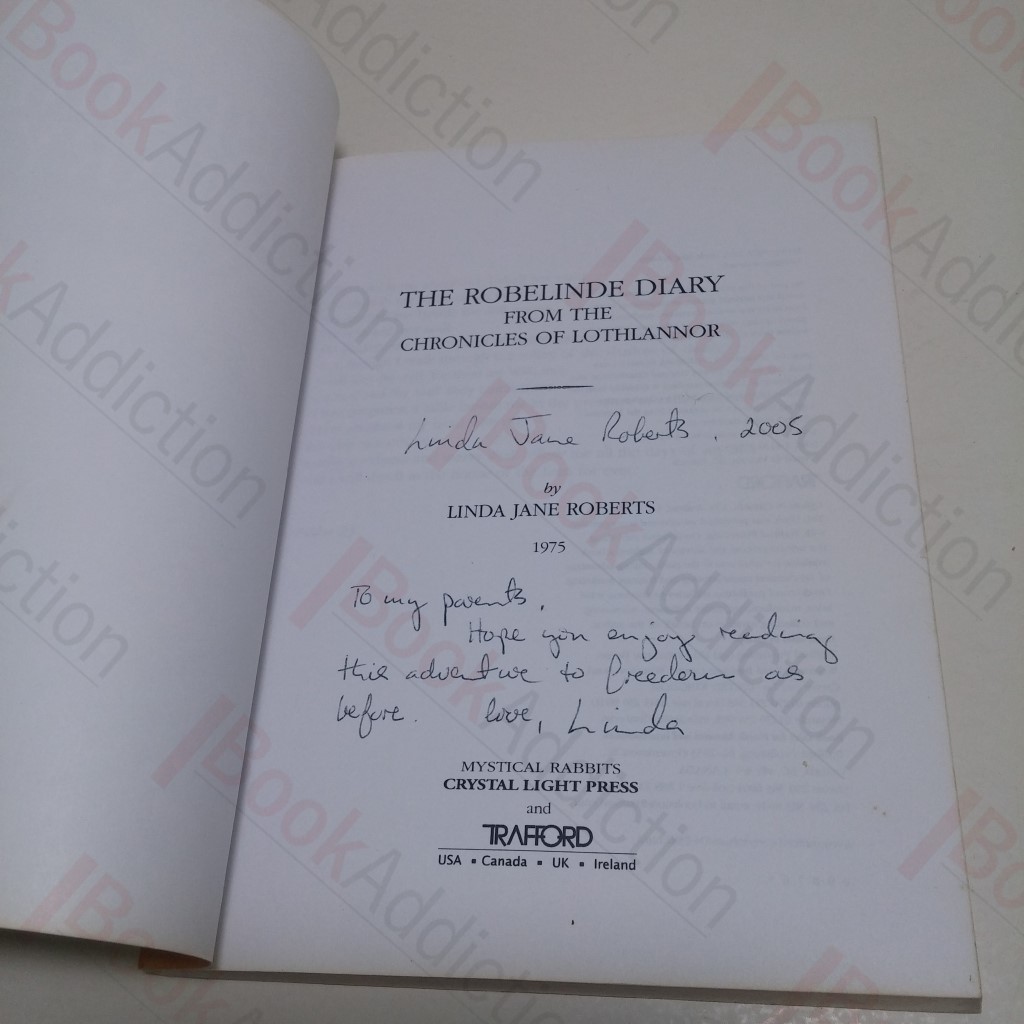 THE ROBELINDE DIARY
FROM THE
CHRONICLES OF LOTHLANNOR
Linda Jane Roberts, 2005
by
LINDA JANE ROBERTS
1975
To my parents,
Hope you enjoy reading
this adventure to freedom as
before. love, Linda
MYSTICAL RABBITS
CRYSTAL LIGHT PRESS
and
TRAFFORD
USA ▪ Canada ▪ UK ▪ Ireland
BookAddiction